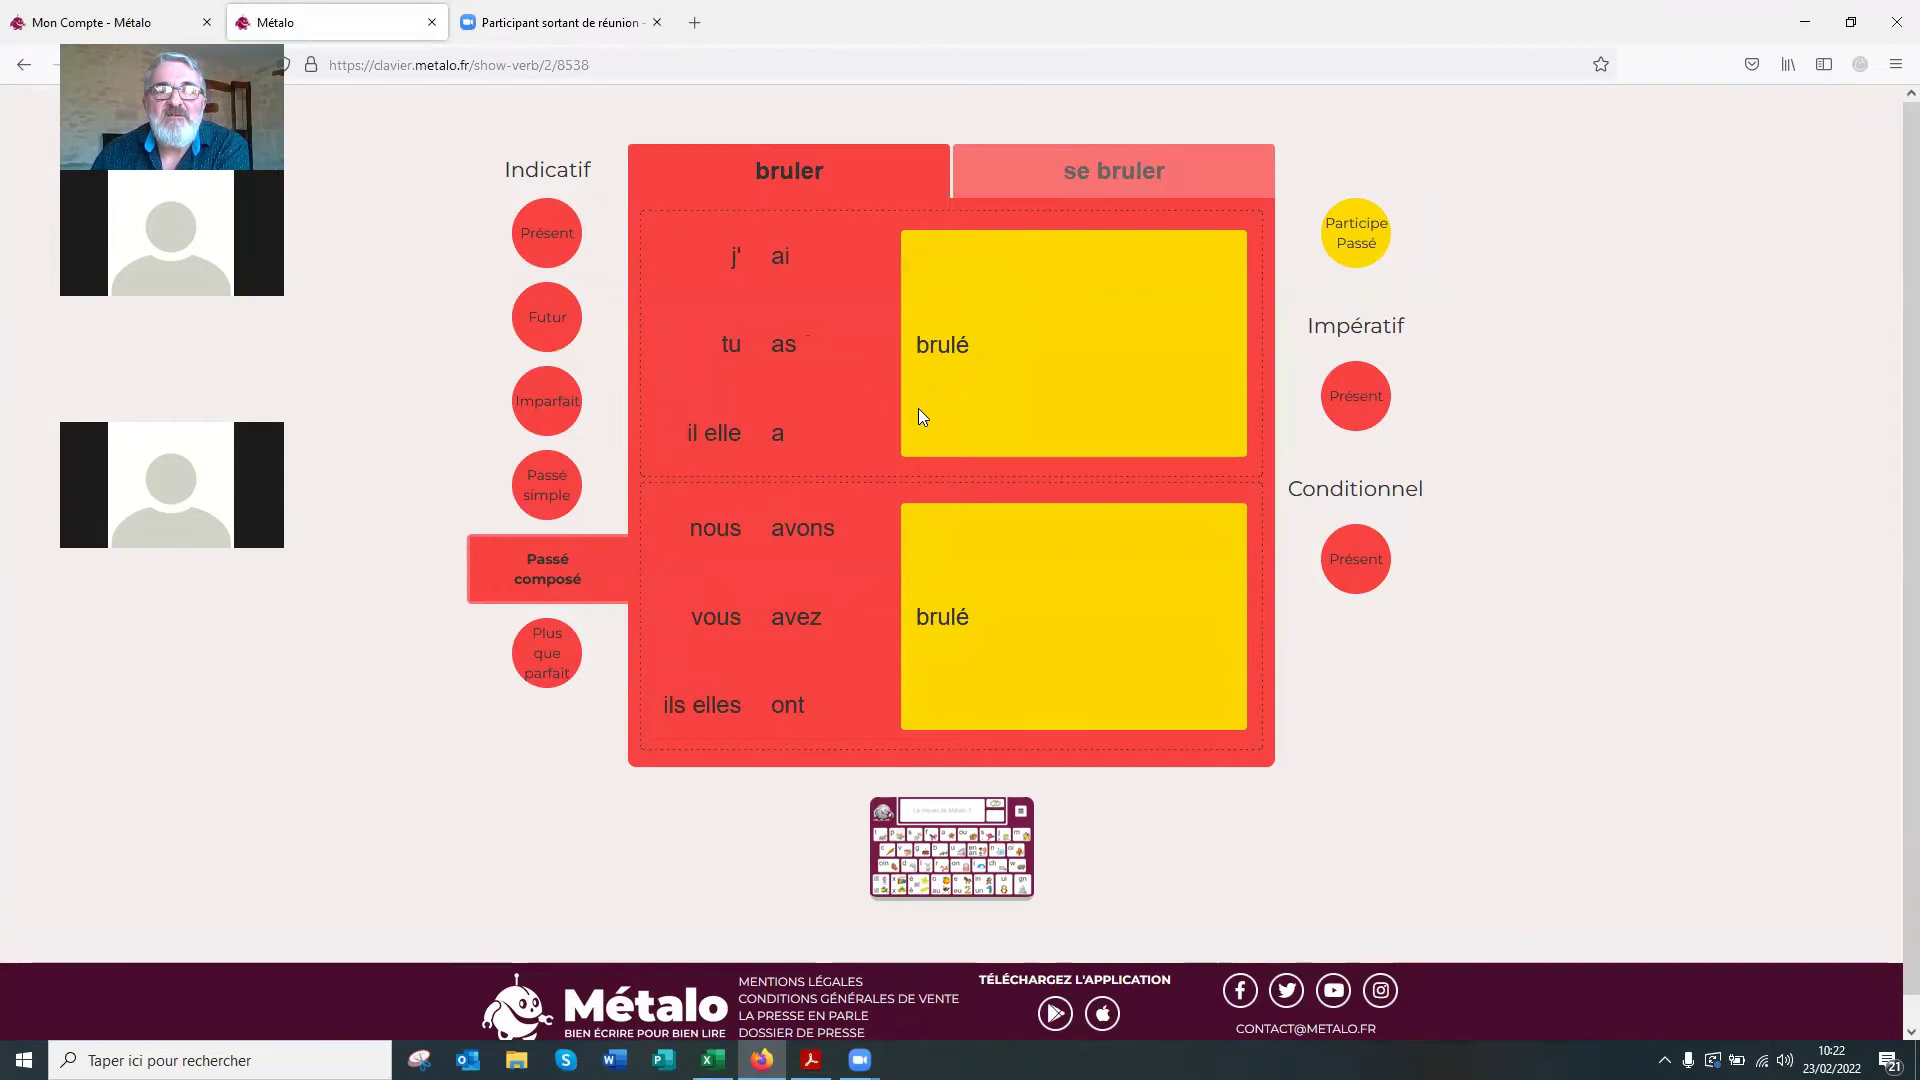 Mon Compte - Métalo
Métalo
Participant sortant de réunion -
https://clavier.metalo.fr/show-verb/2/8538
Indicatif
Présent
Futur
Imparfait
Passé
simple
Passé
composé
Plus
que
parfait
bruler
se bruler
j' ai
tu as
il elle a
brulé
nous avons
vous avez
ils elles ont
brulé
Participe
Passé
Impératif
Présent
Conditionnel
Présent
Métalo
BIEN ÉCRIRE POUR BIEN LIRE
MENTIONS LÉGALES
CONDITIONS GÉNÉRALES DE VENTE
LA PRESSE EN PARLE
DOSSIER DE PRESSE
TÉLÉCHARGEZ L'APPLICATION
CONTACT@METALO.FR
Taper ici pour rechercher
10:22
23/02/2022
21